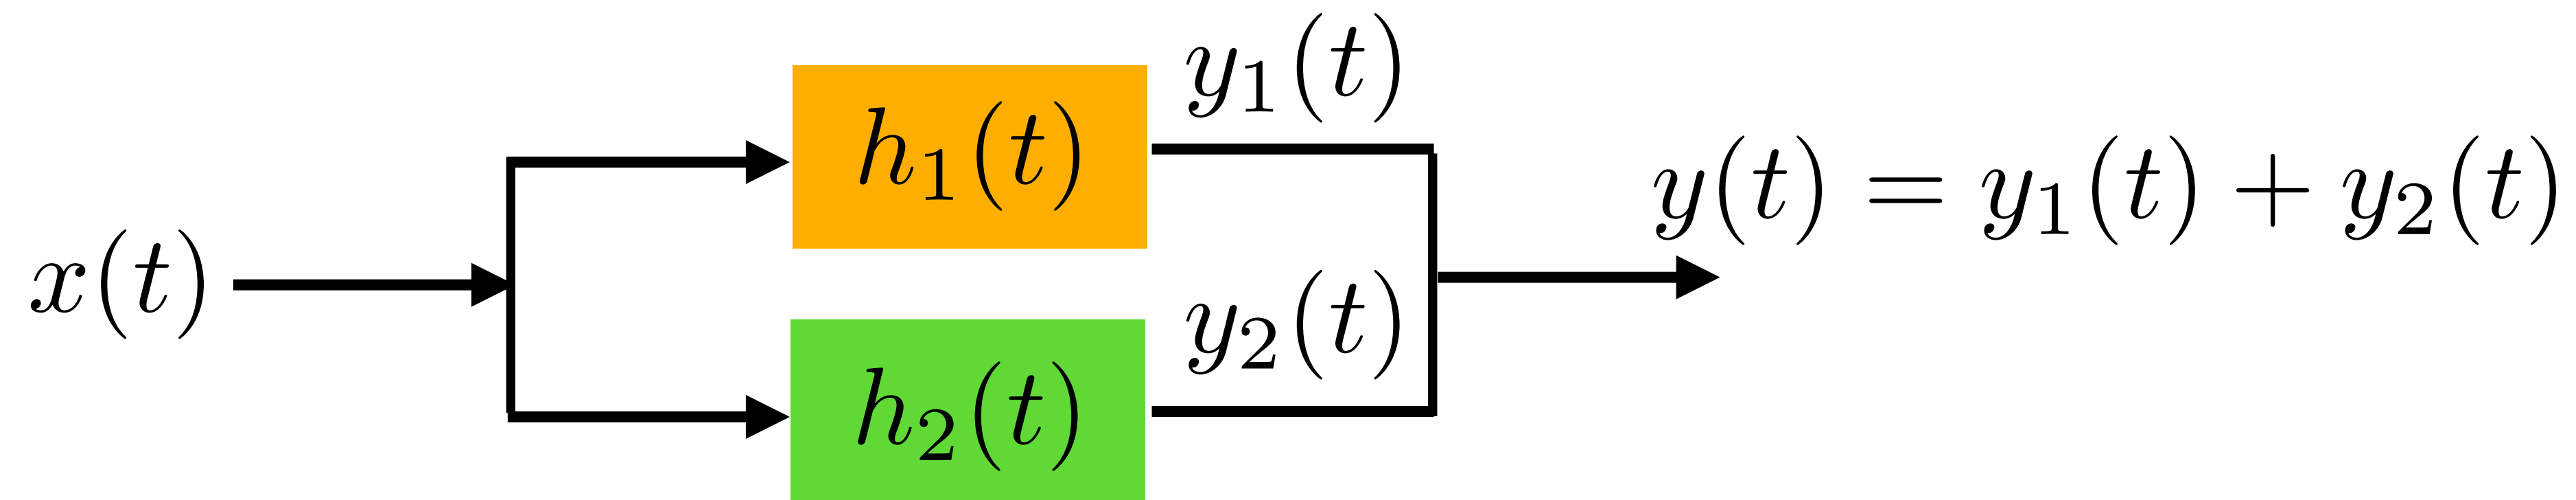 x(t)
h₁(t)
y₁(t)
h₂(t)
y₂(t)
y(t) = y₁(t) + y₂(t)